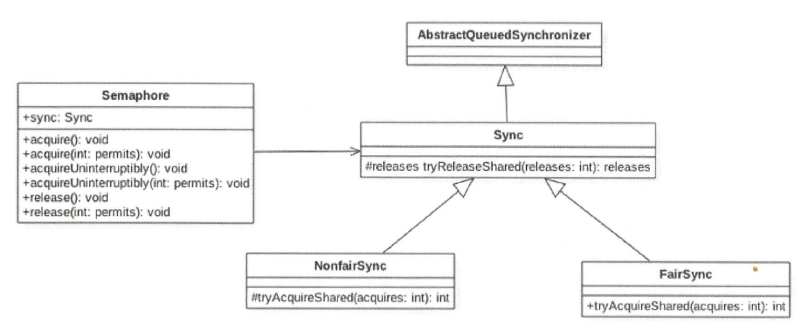 AbstractQueuedSynchronizer
Semaphore
+sync: Sync
+acquire(): void
+acquire(int: permits): void
+acquireUninterruptibly(): void
+acquireUninterruptibly(int: permits): void
+release(): void
+release(int: permits): void
Sync
#releases tryReleaseShared(releases: int): releases
NonfairSync
#tryAcquireShared(acquires: int): int
FairSync
+tryAcquireShared(acquires: int): int